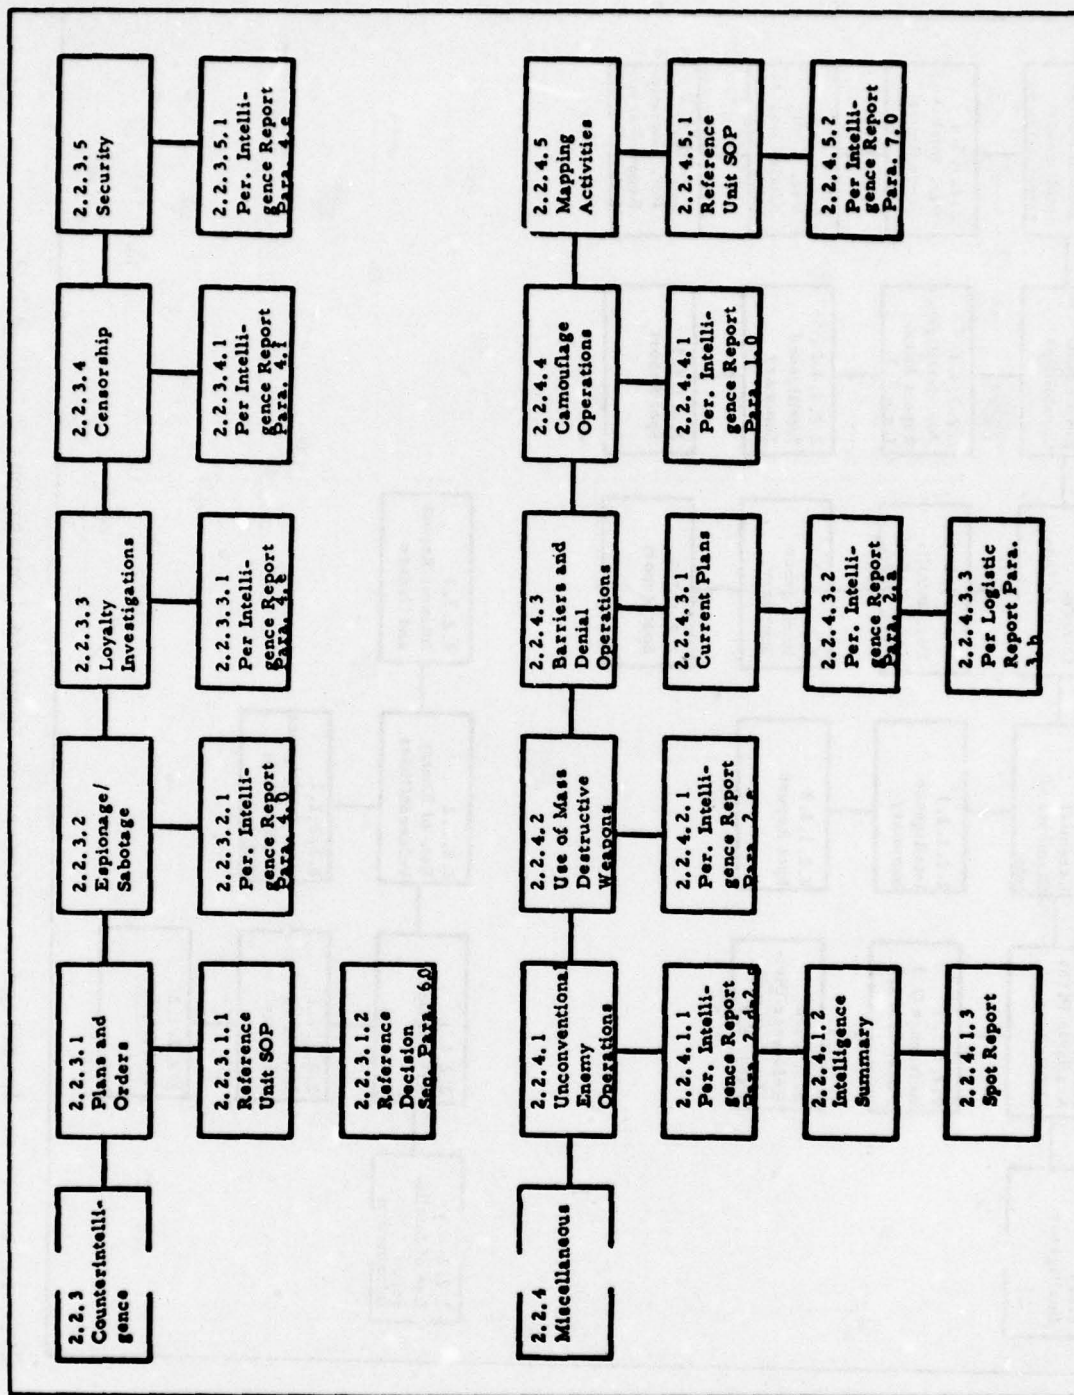 2.2.3
Counterintelli-
gence
2.2.3.1
Plans and
Orders
2.2.3.1.1
Reference
Unit SOP
2.2.3.1.2
Reference
Decision
Seq. Para. 6.0
2.2.3.2
Espionage/
Sabotage
2.2.3.2.1
Per. Intelli-
gence Report
Para. 4.0
2.2.3.3
Loyalty
Investigations
2.2.3.3.1
Per Intelli-
gence Report
Para. 4.e
2.2.3.4
Censorship
2.2.3.4.1
Per Intelli-
gence Report
Para. 4.f
2.2.3.5
Security
2.2.3.5.1
Per. Intelli-
gence Report
Para. 4.e
2.2.4
Miscellaneous
2.2.4.1
Unconventional
Enemy
Operations
2.2.4.1.1
Per. Intelli-
gence Report
Para.
2.2.4.1.2
Intelligence
Summary
2.2.4.1.3
Spot Report
2.2.4.2
Use of Mass
Destructive
Weapons
2.2.4.2.1
Per. Intelli-
gence Report
Para. 2.e
2.2.4.3
Barriers and
Denial
Operations
2.2.4.3.1
Current Plans
2.2.4.3.2
Per. Intelli-
gence Report
Para. 2.a
2.2.4.3.3
Per Logistic
Report Para.
2.2.4.4
Camouflage
Operations
2.2.4.4.1
Per. Intelli-
gence Report
Para. 1.0
2.2.4.5
Mapping
Activities
2.2.4.5.1
Reference
Unit SOP
2.2.4.5.2
Per Intelli-
gence Report
Para. 7.0